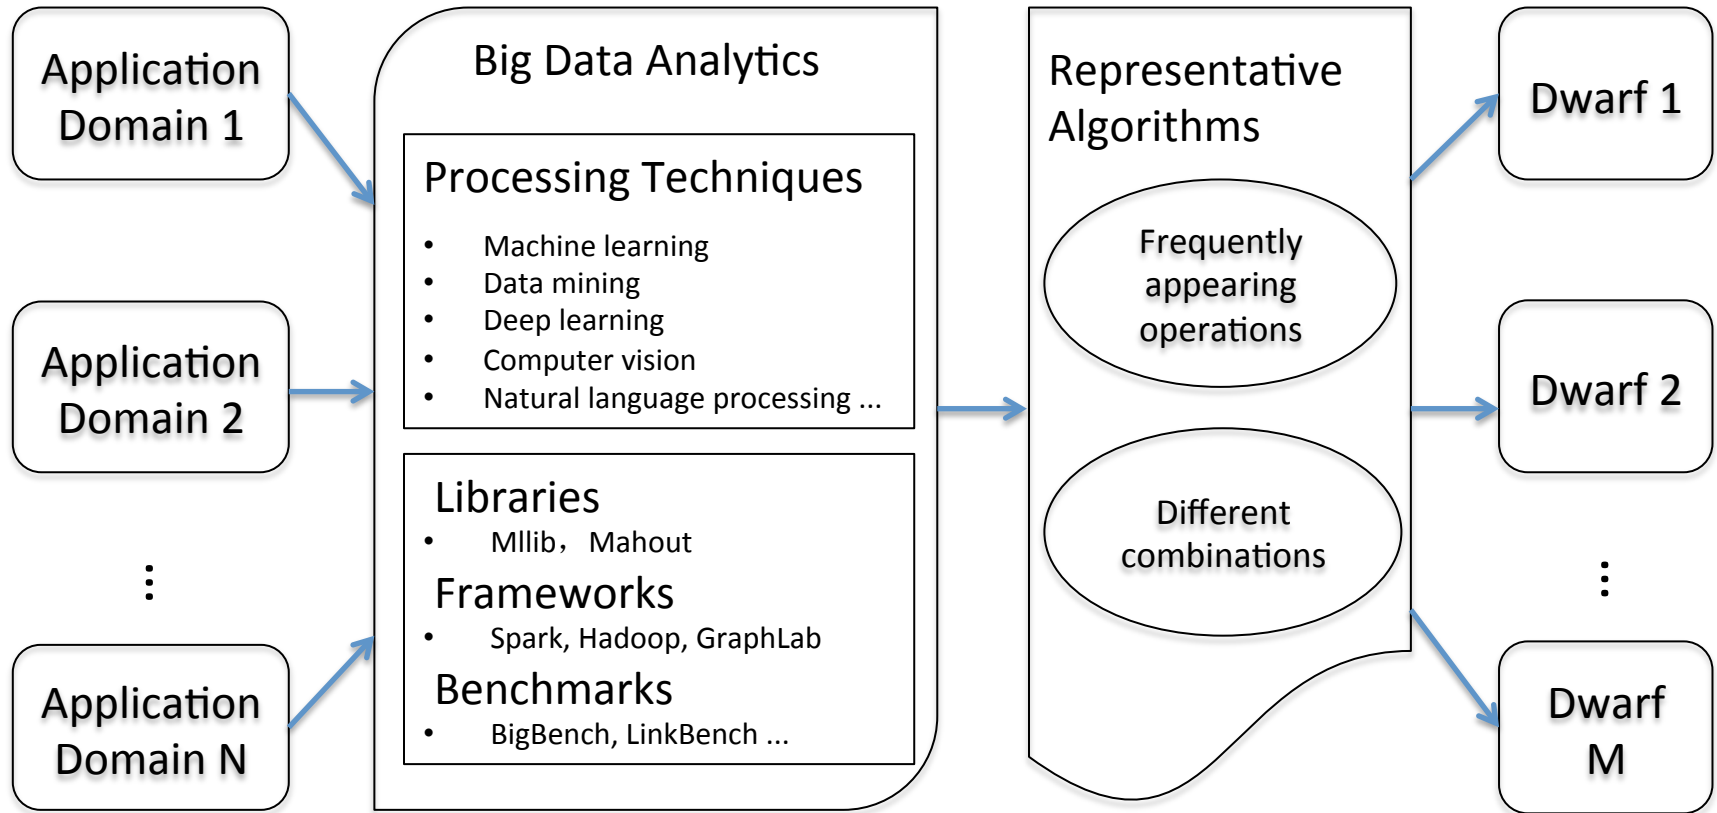 Application
Domain 1
Application
Domain 2
⋮
Application
Domain N
Big Data Analytics
Processing Techniques
• Machine learning
• Data mining
• Deep learning
• Computer vision
• Natural language processing ...
Libraries
• Mllib， Mahout
Frameworks
• Spark, Hadoop, GraphLab
Benchmarks
• BigBench, LinkBench ...
Representative
Algorithms
Frequently
appearing
operations
Different
combinations
Dwarf 1
Dwarf 2
⋮
Dwarf
M